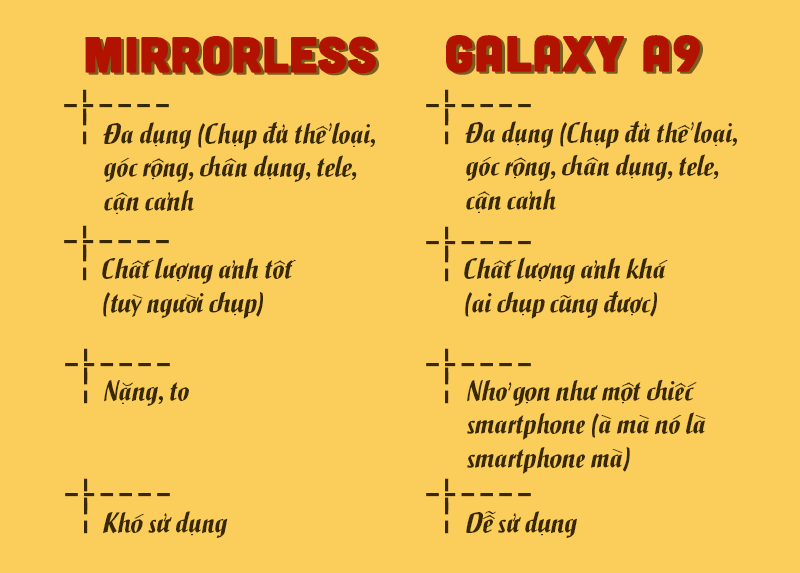 MIRRORLESS
Đa dụng (Chụp đủ thể loại,
góc rộng, chân dung, tele,
cận cảnh
Chất lượng ảnh tốt
(tuỳ người chụp)
Nặng, to
Khó sử dụng
GALAXY A9
Đa dụng (Chụp đủ thể loại,
góc rộng, chân dung, tele,
cận cảnh
Chất lượng ảnh khá
(ai chụp cũng được)
Nhỏ gọn như một chiếc
smartphone (à mà nó là
smartphone mà)
Dễ sử dụng